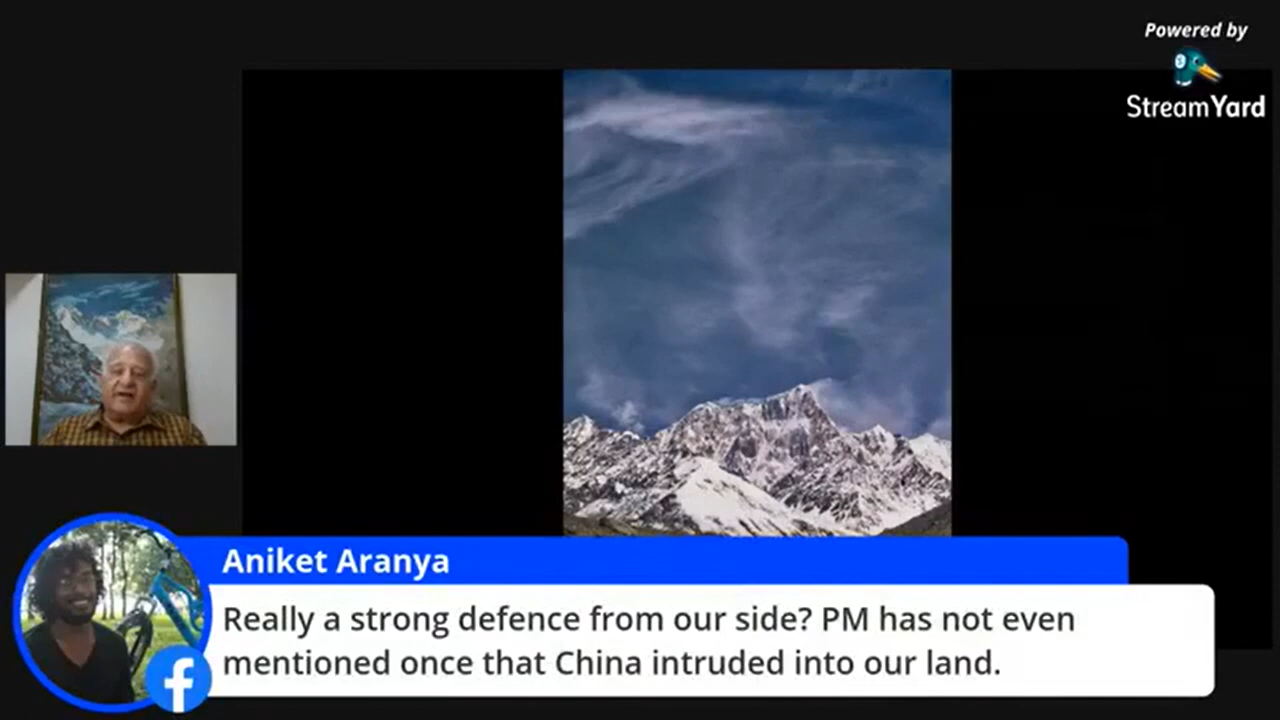 Powered by
StreamYard
Aniket Aranya
Really a strong defence from our side? PM has not even
mentioned once that China intruded into our land.